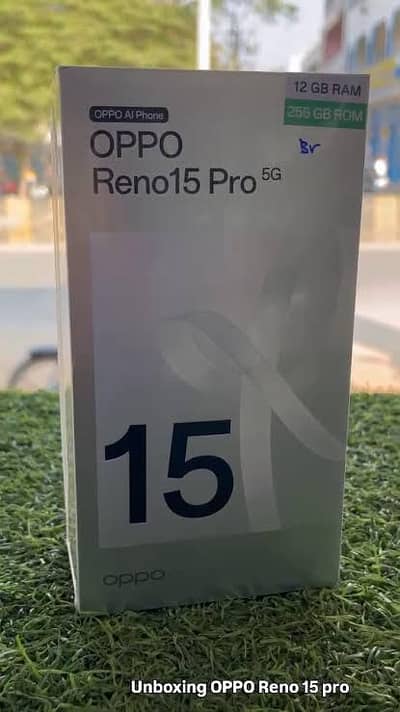 12 GB RAM
256 GB ROM
OPPO AI Phone
OPPO
Reno15 Pro 5G
Br
15
oppo
Unboxing OPPO Reno 15 pro